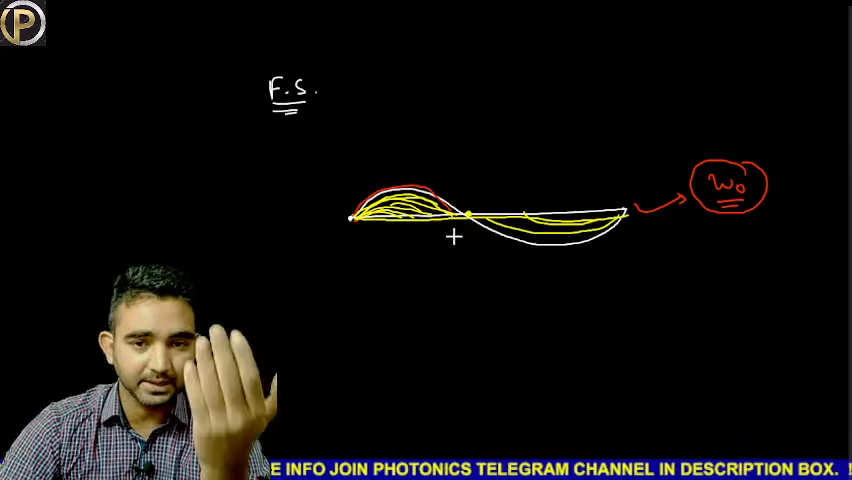 P
F.S.
ω₀
E INFO JOIN PHOTONICS TELEGRAM CHANNEL IN DESCRIPTION BOX. !